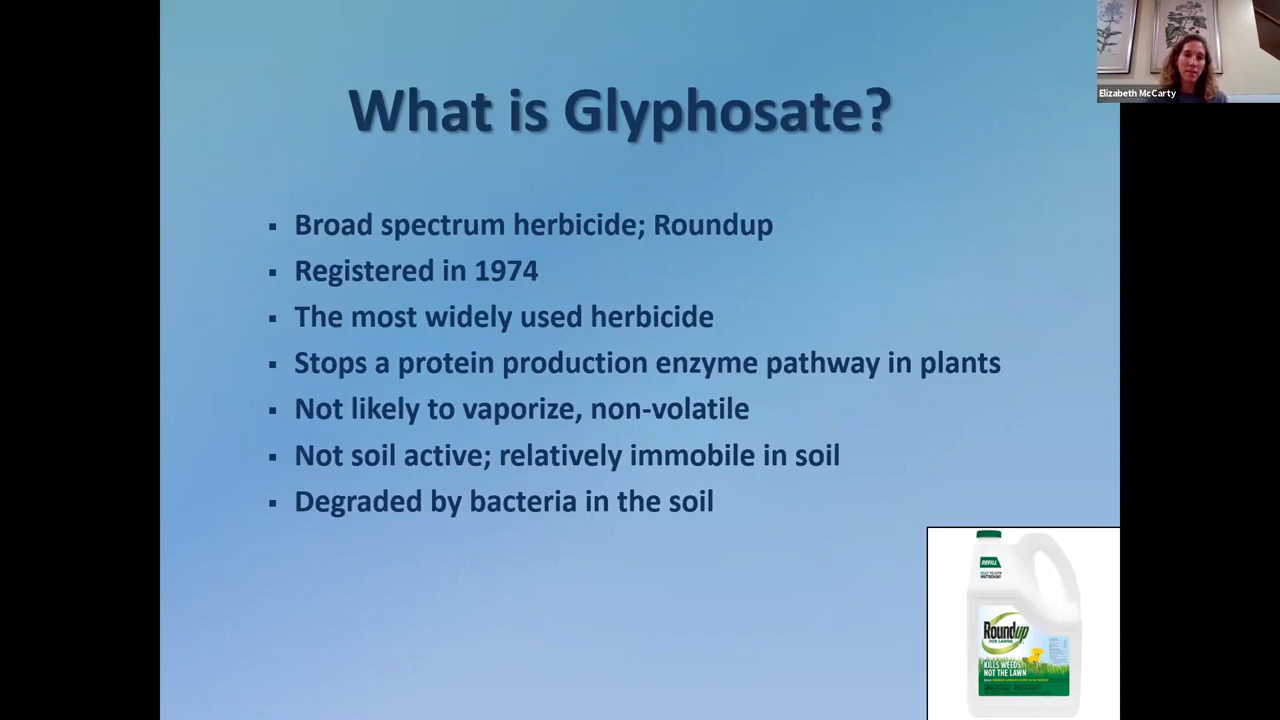 What is Glyphosate?
Elizabeth McCarty
Broad spectrum herbicide; Roundup
Registered in 1974
The most widely used herbicide
Stops a protein production enzyme pathway in plants
Not likely to vaporize, non-volatile
Not soil active; relatively immobile in soil
Degraded by bacteria in the soil
REFILL
Roundup
FOR LAWNS
KILLS WEEDS
NOT THE LAWN